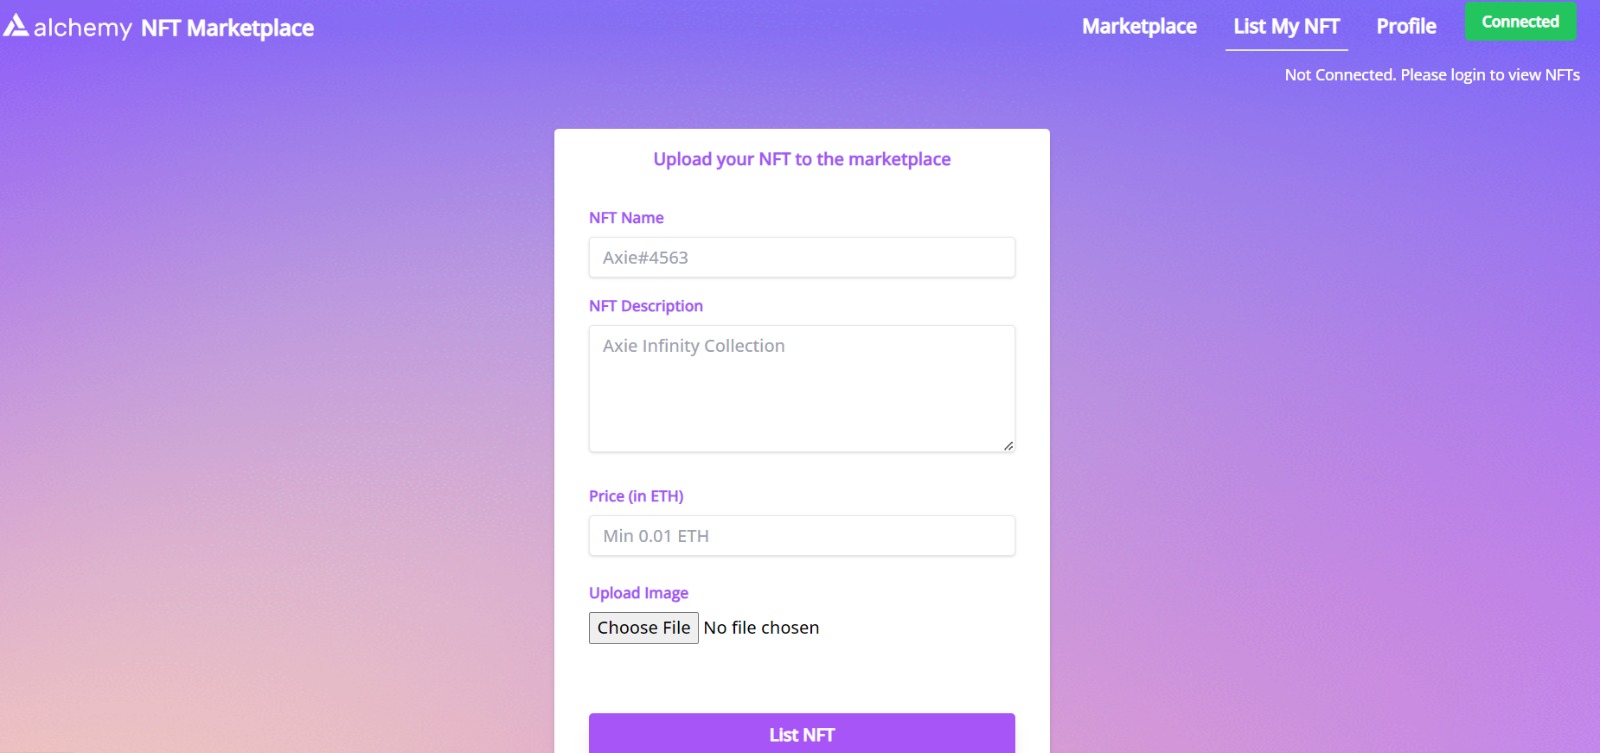 alchemy NFT Marketplace
Marketplace List My NFT Profile Connected
Not Connected. Please login to view NFTs
Upload your NFT to the marketplace
NFT Name
Axie#4563
NFT Description
Axie Infinity Collection
Price (in ETH)
Min 0.01 ETH
Upload Image
Choose File No file chosen
List NFT